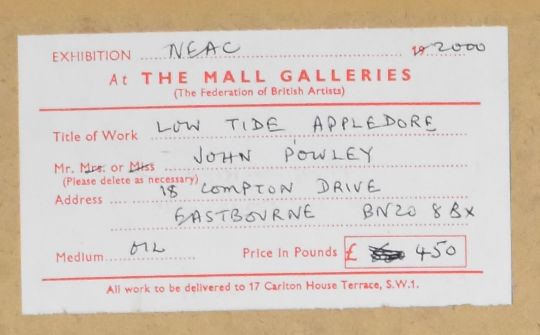 EXHIBITION NEAC 19 2000
At THE MALL GALLERIES
(The Federation of British Artists)
Title of Work LOW TIDE APPLEDORE
Mr. Mrs. or Miss JOHN POWLEY
(Please delete as necessary)
Address 18 COMPTON DRIVE
EASTBOURNE BN20 8BX
Medium OIL Price In Pounds £ 450
All work to be delivered to 17 Carlton House Terrace, S.W.1.